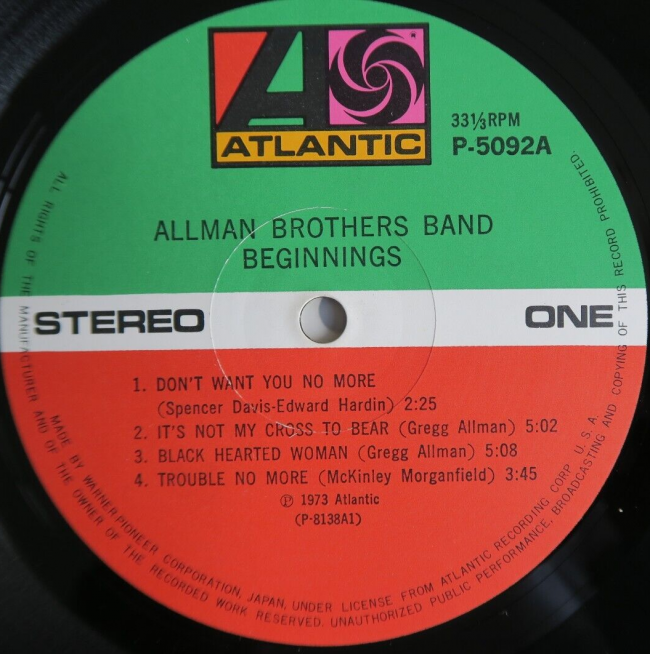 ATLANTIC
33⅓ RPM
P-5092A
ALLMAN BROTHERS BAND
BEGINNINGS
STEREO
ONE
1. DON'T WANT YOU NO MORE
(Spencer Davis-Edward Hardin) 2:25
2. IT'S NOT MY CROSS TO BEAR (Gregg Allman) 5:02
3. BLACK HEARTED WOMAN (Gregg Allman) 5:08
4. TROUBLE NO MORE (McKinley Morganfield) 3:45
Ⓟ 1973 Atlantic
(P-8138A1)
MADE BY WARNER-PIONEER CORPORATION, JAPAN, UNDER LICENSE FROM ATLANTIC RECORDING CORP. U. S. A.
ALL RIGHTS OF THE MANUFACTURER AND OF THE OWNER OF THE RECORDED WORK RESERVED. UNAUTHORIZED PUBLIC PERFORMANCE, BROADCASTING AND COPYING OF THIS RECORD PROHIBITED.